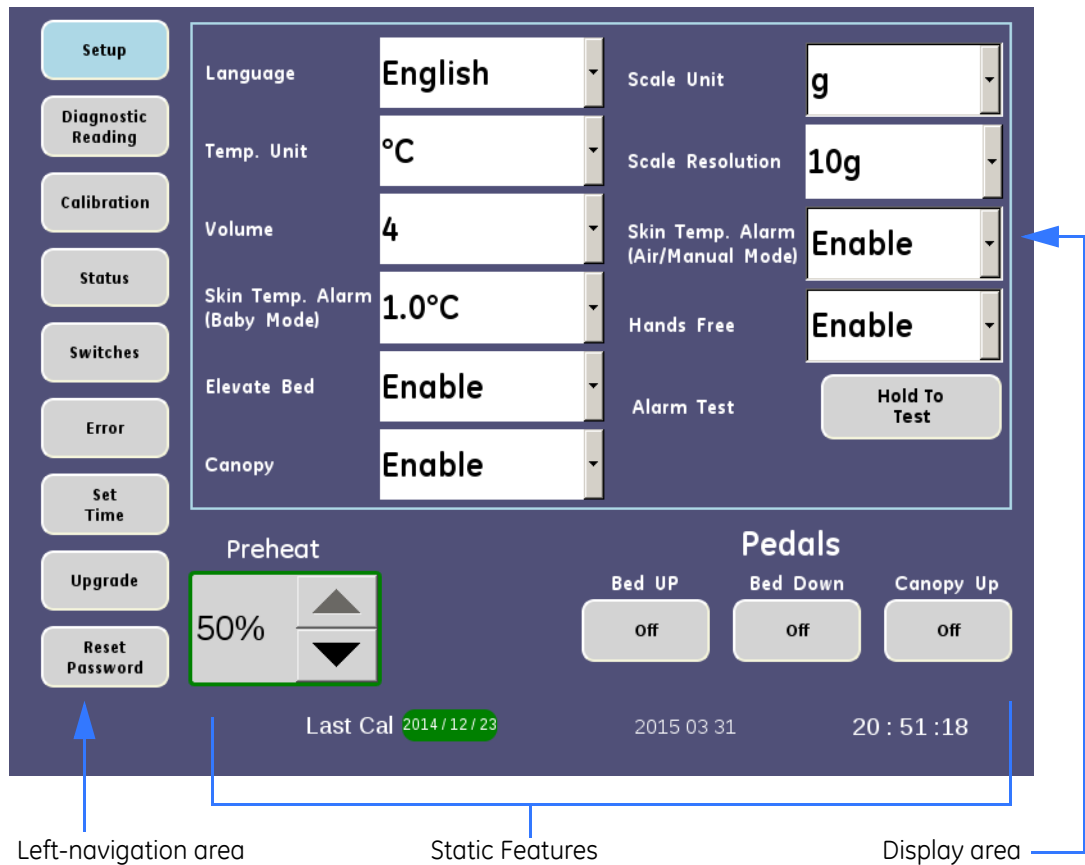 Setup
Diagnostic
Reading
Calibration
Status
Switches
Error
Set
Time
Upgrade
Reset
Password
Language
English
Temp. Unit
°C
Volume
4
Skin Temp. Alarm
(Baby Mode)
1.0°C
Elevate Bed
Enable
Canopy
Enable
Scale Unit
g
Scale Resolution
10g
Skin Temp. Alarm
(Air/Manual Mode)
Enable
Hands Free
Enable
Alarm Test
Hold To
Test
Preheat
50%
Pedals
Bed UP
Bed Down
Canopy Up
Off
Off
Off
Last Cal 2014/12/23
2015 03 31
20:51:18
Left-navigation area
Static Features
Display area